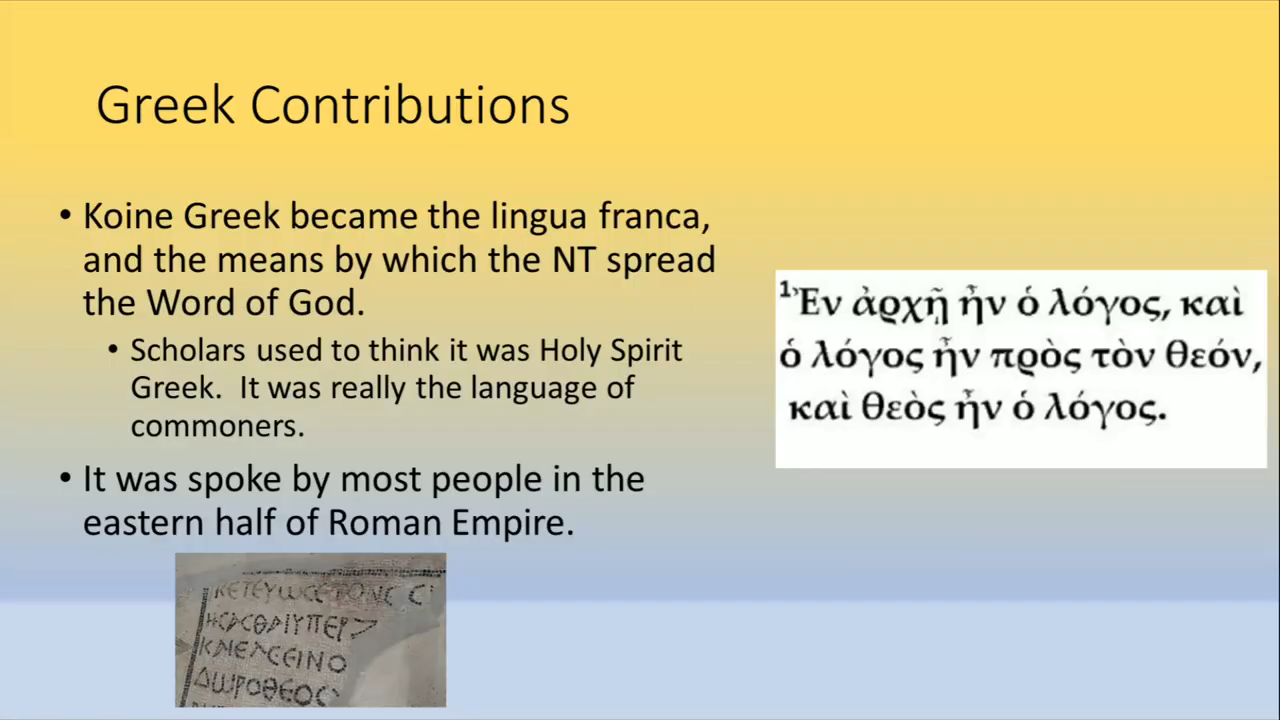 Greek Contributions
• Koine Greek became the lingua franca,
and the means by which the NT spread
the Word of God.
• Scholars used to think it was Holy Spirit
Greek. It was really the language of
commoners.
• It was spoke by most people in the
eastern half of Roman Empire.
1 Ἐν ἀρχῇ ἦν ὁ λόγος, καὶ
ὁ λόγος ἦν πρὸς τὸν θεόν,
καὶ θεὸς ἦν ὁ λόγος.
ΔωΡΟΘΕΟC